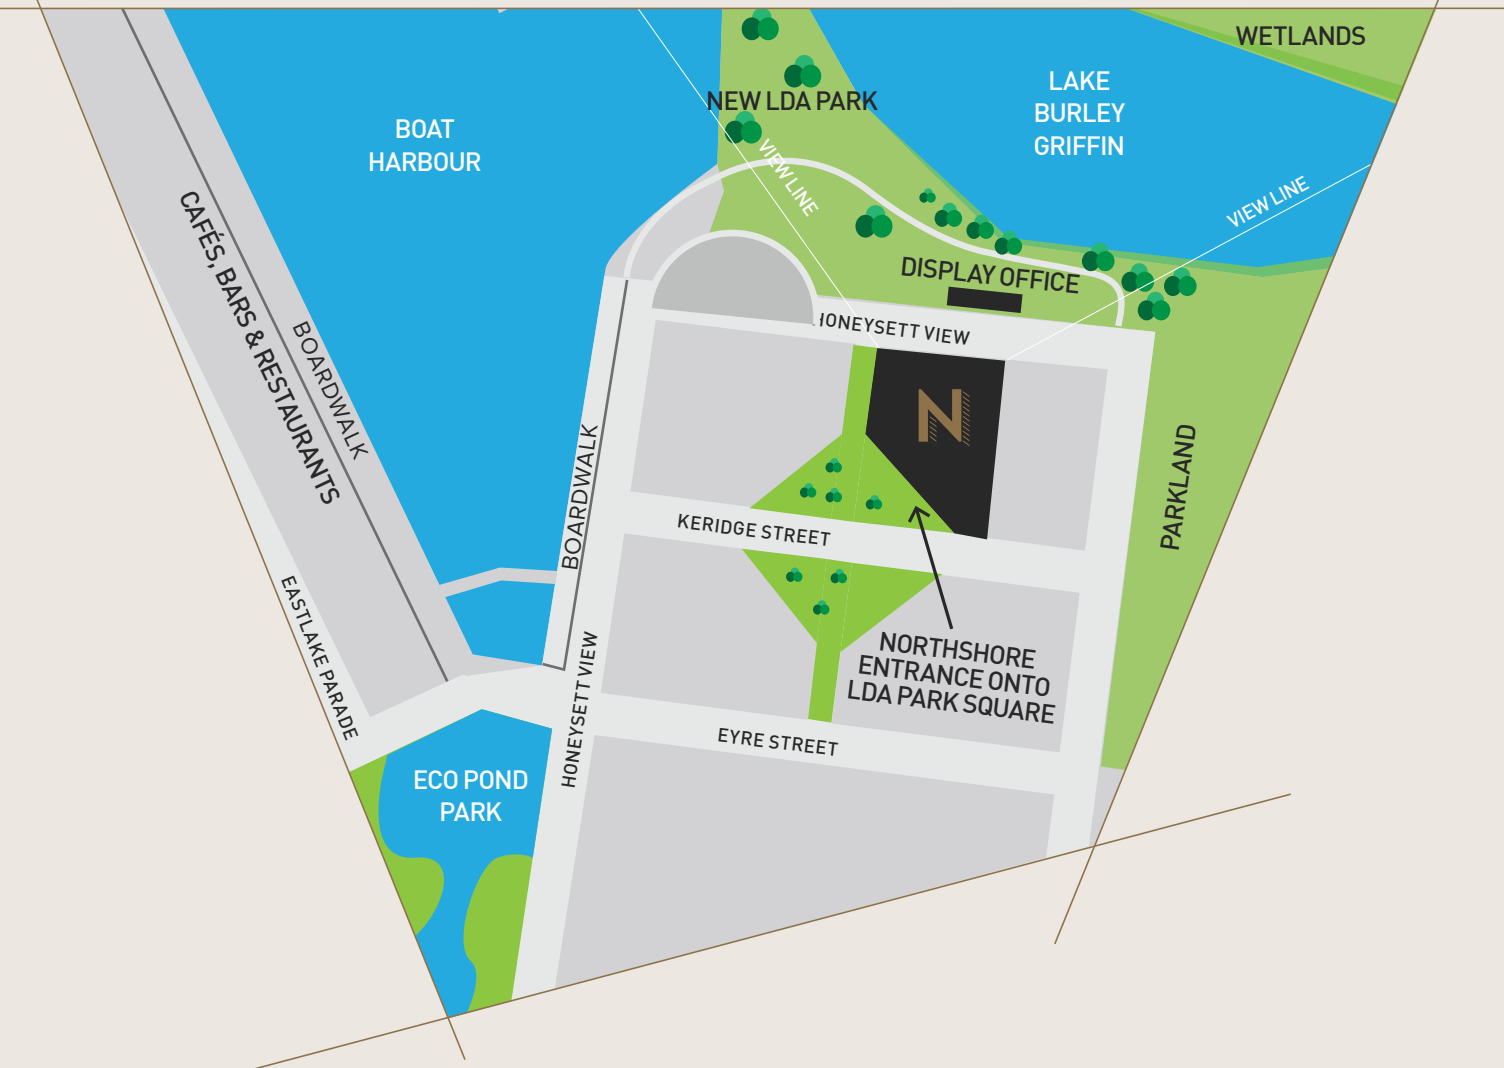 WETLANDS
LAKE
BURLEY
GRIFFIN
NEW LDA PARK
BOAT
HARBOUR
VIEW LINE
VIEW LINE
CAFÉS, BARS & RESTAURANTS
BOARDWALK
DISPLAY OFFICE
HONEYSETT VIEW
N
PARKLAND
BOARDWALK
KERIDGE STREET
EASTLAKE PARADE
HONEYSETT VIEW
NORTHSHORE
ENTRANCE ONTO
LDA PARK SQUARE
EYRE STREET
ECO POND
PARK